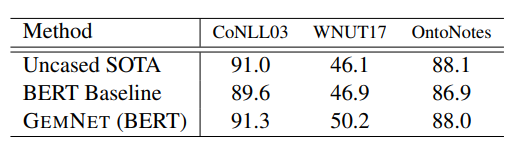 Method CoNLL03 WNUT17 OntoNotes
Uncased SOTA 91.0 46.1 88.1
BERT Baseline 89.6 46.9 86.9
GEMNET (BERT) 91.3 50.2 88.0